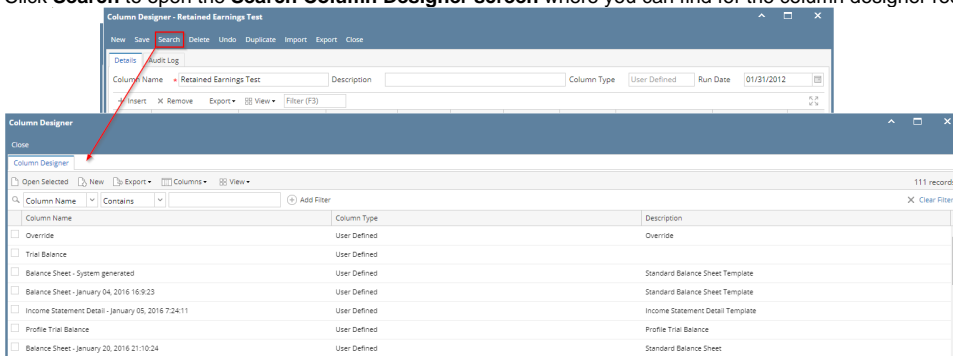 Click Search to open the Search Column Designer screen where you can find for the column designer
Column Designer - Retained Earnings Test
New Save Search Delete Undo Duplicate Import Export Close
Details Audit Log
Column Name Retained Earnings Test Description Column Type User Defined Run Date 01/31/2012
Insert Remove Export View Filter (F3)
Column Designer
Close
Column Designer
Open Selected New Export Columns View 111 records
Column Name Contains Add Filter Clear Filter
Column Name Column Type Description
Override User Defined Override
Trial Balance User Defined
Balance Sheet - System generated User Defined Standard Balance Sheet Template
Balance Sheet - January 04, 2016 16:9:23 User Defined Standard Balance Sheet Template
Income Statement Detail - January 05, 2016 7:24:11 User Defined Income Statement Detail Template
Profile Trial Balance User Defined Profile Trial Balance
Balance Sheet - January 20, 2016 21:10:24 User Defined Standard Balance Sheet